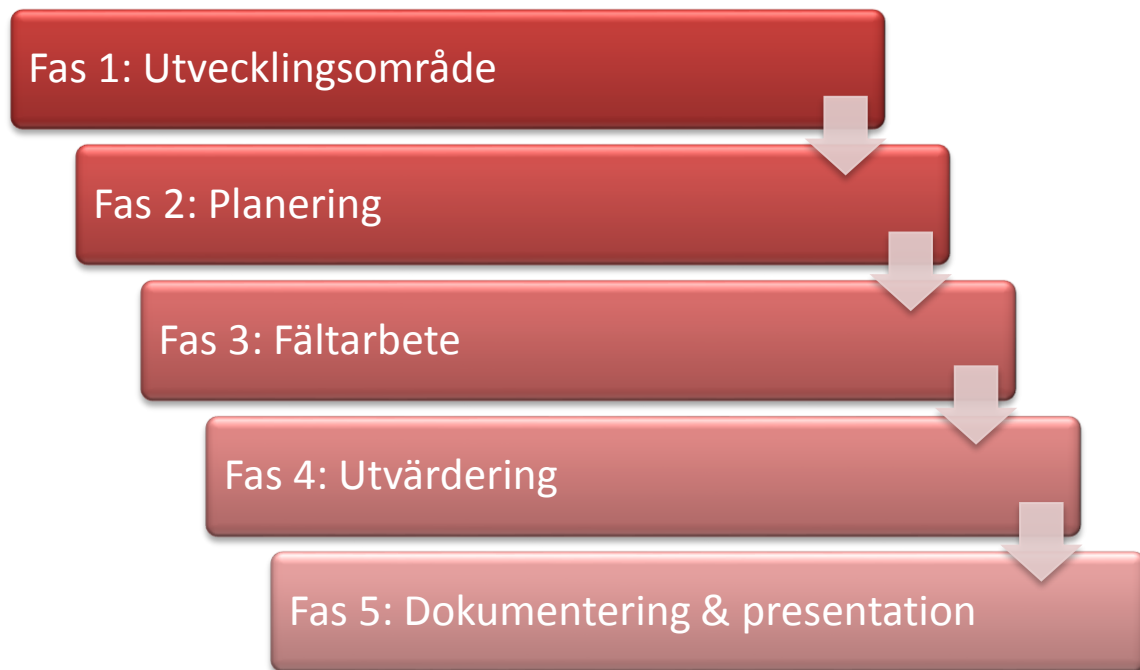 Fas 1: Utvecklingsområde
Fas 2: Planering
Fas 3: Fältarbete
Fas 4: Utvärdering
Fas 5: Dokumentering & presentation